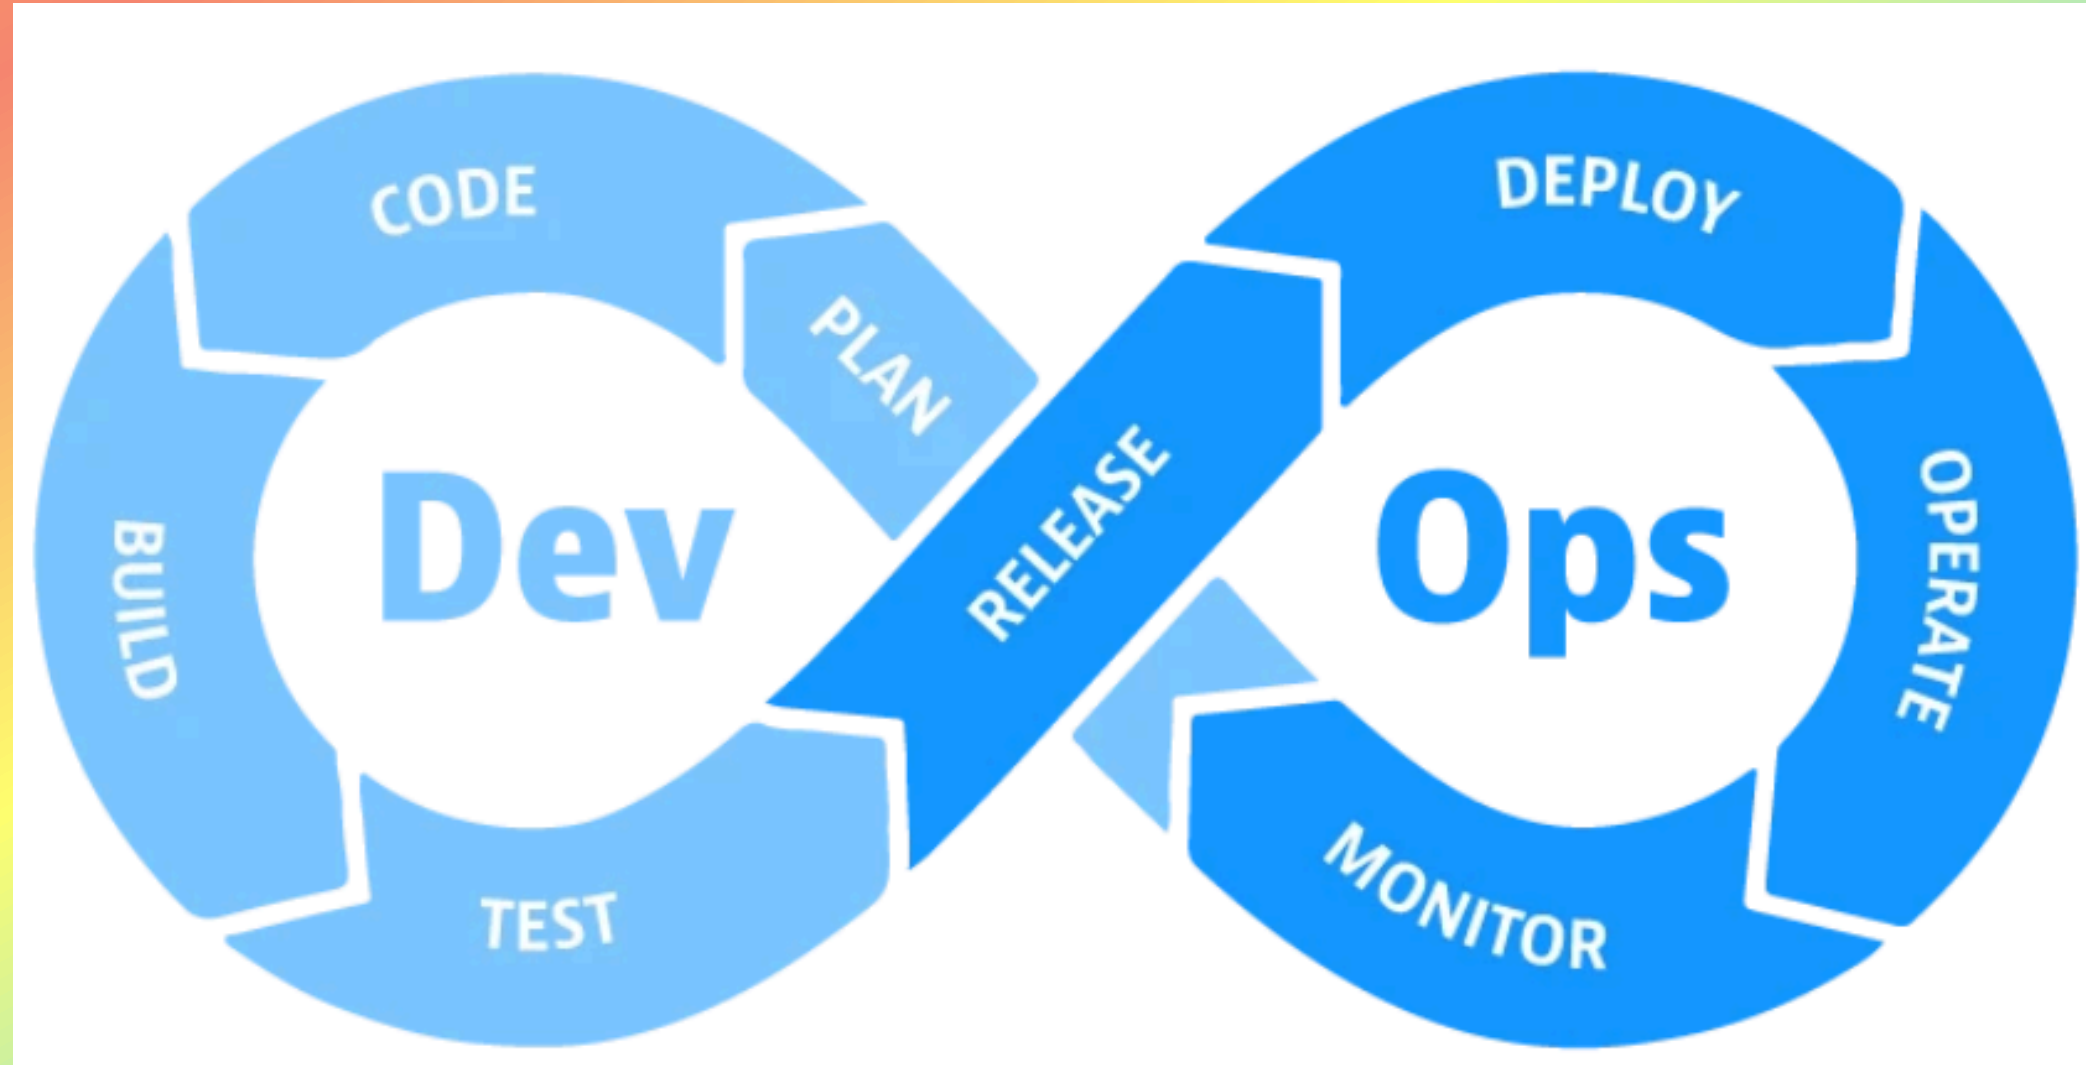 CODE
PLAN
BUILD
Dev
TEST
RELEASE
DEPLOY
Ops
OPERATE
MONITOR